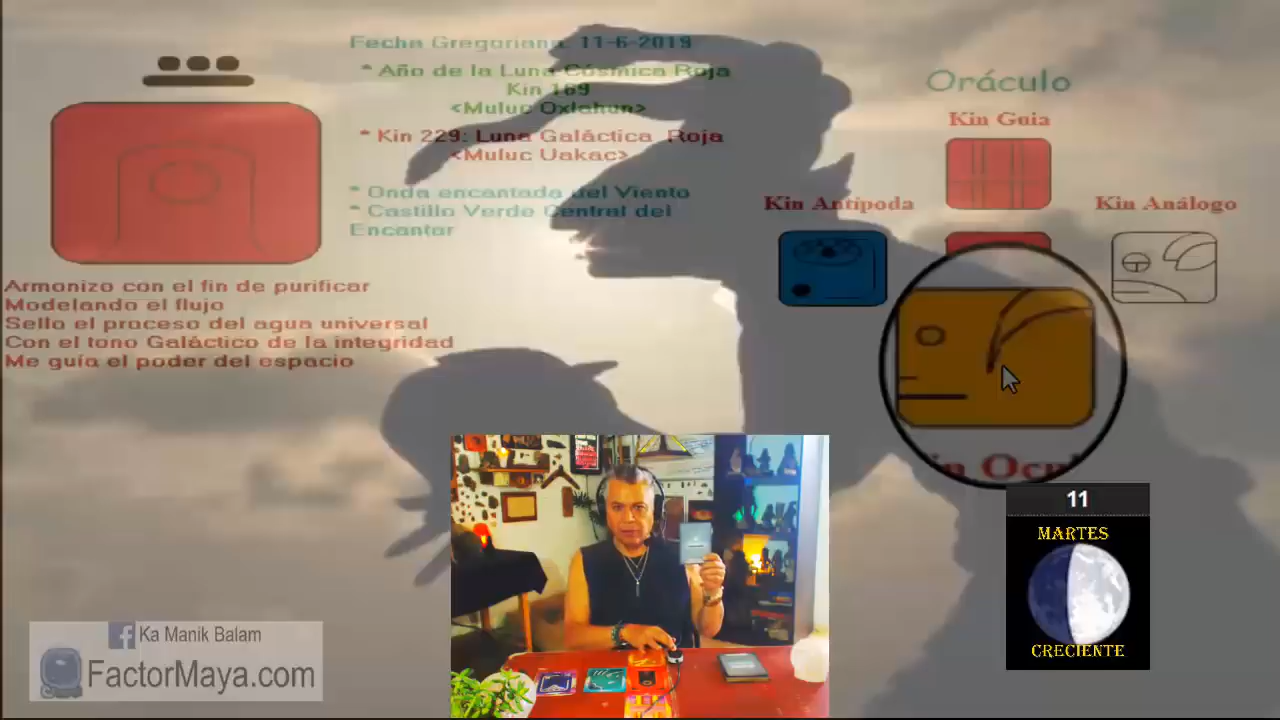 Fecha Gregoriana: 11-6-2019
* Año de la Luna Cósmica Roja
Kin 169
<Muluc Oxlahun>
* Kin 229: Luna Galáctica Roja
<Muluc Uakac>
* Onda encantada del Viento
* Castillo Verde Central del
Encantar
Armonizo con el fin de purificar
Modelando el flujo
Sello el proceso del agua universal
Con el tono Galáctico de la integridad
Me guía el poder del espacio
Oráculo
Kin Guia
Kin Antípoda
Kin Análogo
in Ocul
11
MARTES
CRECIENTE
Ka Manik Balam
FactorMaya.com